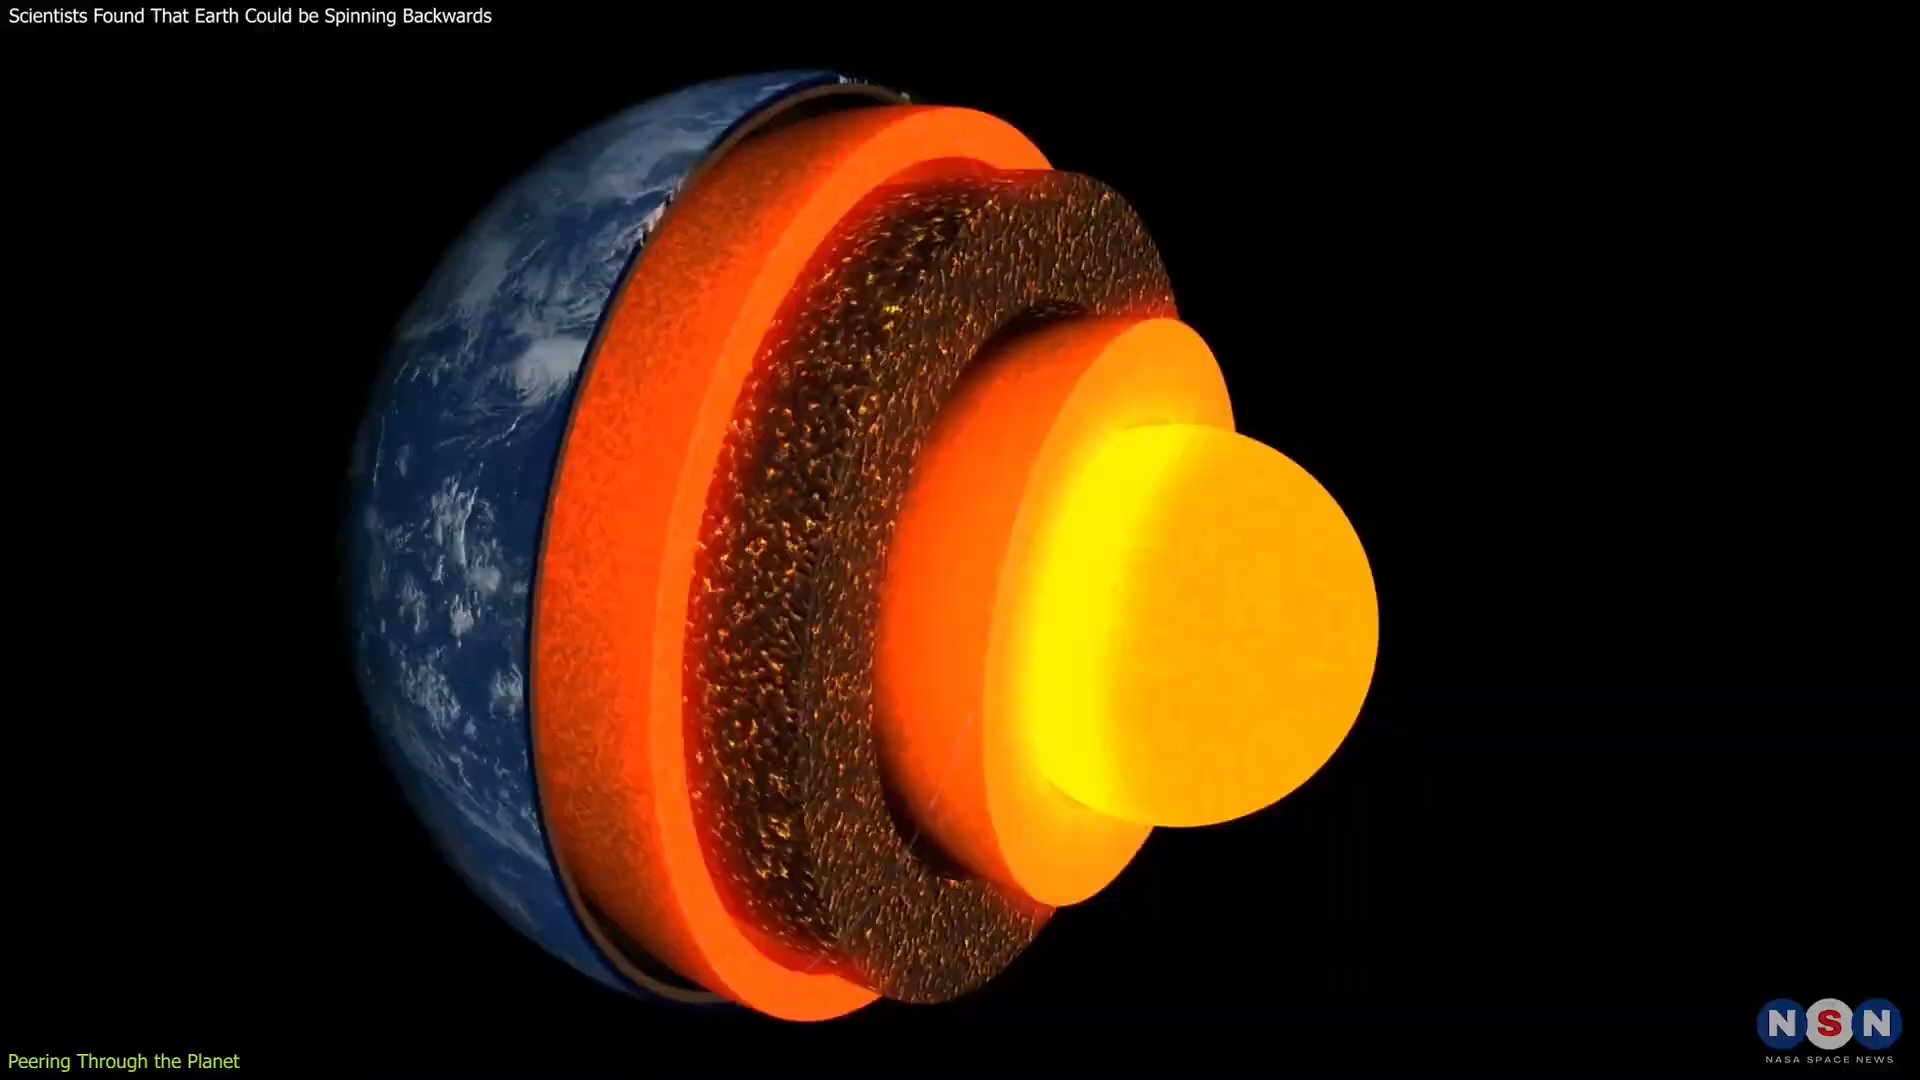 Scientists Found That Earth Could be Spinning Backwards
Peering Through the Planet
NSN
NASA SPACE NEWS